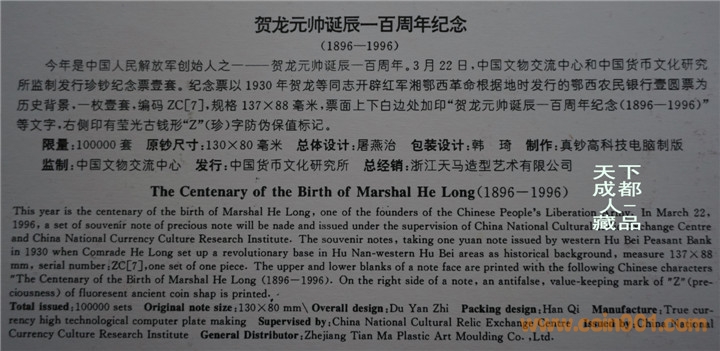 贺龙元帅诞辰一百周年纪念
(1896—1996)
今年是中国人民解放军创始人之一——贺龙元帅诞辰一百周年。3月22日,中国文物交流中心和中国货币文化研究
所监制发行珍钞纪念票壹套。纪念票以1930年贺龙等同志开辟红军湘鄂西革命根据地时发行的鄂西农民银行壹圆票为
历史背景,一枚壹套,编码ZC[7],规格137×88毫米,票面上下白边处加印“贺龙元帅诞辰一百周年纪念(1896—1996)”
等文字,右侧印有莹光古钱形“Z”(珍)字防伪保值标记。
限量:100000套 原钞尺寸:130×80毫米 总体设计:屠燕治 包装设计:韩琦 制作:真钞高科技电脑制版
监制:中国文物交流中心 发行:中国货币文化研究所 总经销:浙江天马造型艺术有限公司
The Centenary of the Birth of Marshal He Long(1896—1996)
This year is the centenary of the birth of Marshal He Long, one of the founders of the Chinese People's Liberation Army. In March 22,
1996, a set of souvenir note of precious note will be nade and issued under the supervision of China National Cultural Exchange Centre
and China National Currency Culture Research Institute. The souvenir notes, taking one yuan note issued by western Hu Bei Peasant Bank
in 1930 when Comrade He Long set up a revolutionary base in Hu Nan-western Hu Bei areas as historical background, measure 137×88
mm, serial number:ZC[7],one set of one piece. The upper and lower blanks of a note face are printed with the following Chinese characters
"The Centenary of the Birth of Marshal He Long (1896—1996). On the right side of a note, an antifalse, value-keeping mark of "Z"(pre-
ciousness) of fluoresent ancient coin shap is printed.
Total issued:100000 sets Original note size:130×80 mm\ Overall design:Du Yan Zhi Packing design:Han Qi Manufacture:True cur-
rency high technological computer plate making Supervised by:China National Cultural Relic Exchange Centre issued by:China National
Currency Culture Research Institute General Distributor:Zhejiang Tian Ma Plastic Art Moulding Co.,Ltd.
天下
成都
人二
藏品
www.coin001.com